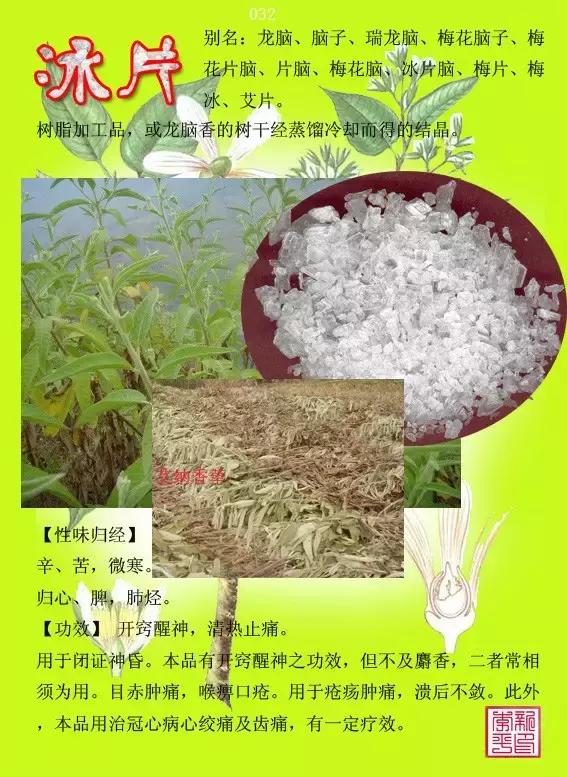 032
冰片
别名：龙脑、脑子、瑞龙脑、梅花脑子、梅
花片脑、片脑、梅花脑、冰片脑、梅片、梅
冰、艾片。
树脂加工品，或龙脑香的树干经蒸馏冷却而得的结晶。
艾纳香草
【性味归经】
辛、苦，微寒。
归心、脾，肺烃。
【功效】 开窍醒神，清热止痛。
用于闭证神昏。本品有开窍醒神之功效，但不及麝香，二者常相
须为用。目赤肿痛，喉痹口疮。用于疮疡肿痛，溃后不敛。此外
，本品用治冠心病心绞痛及齿痛，有一定疗效。